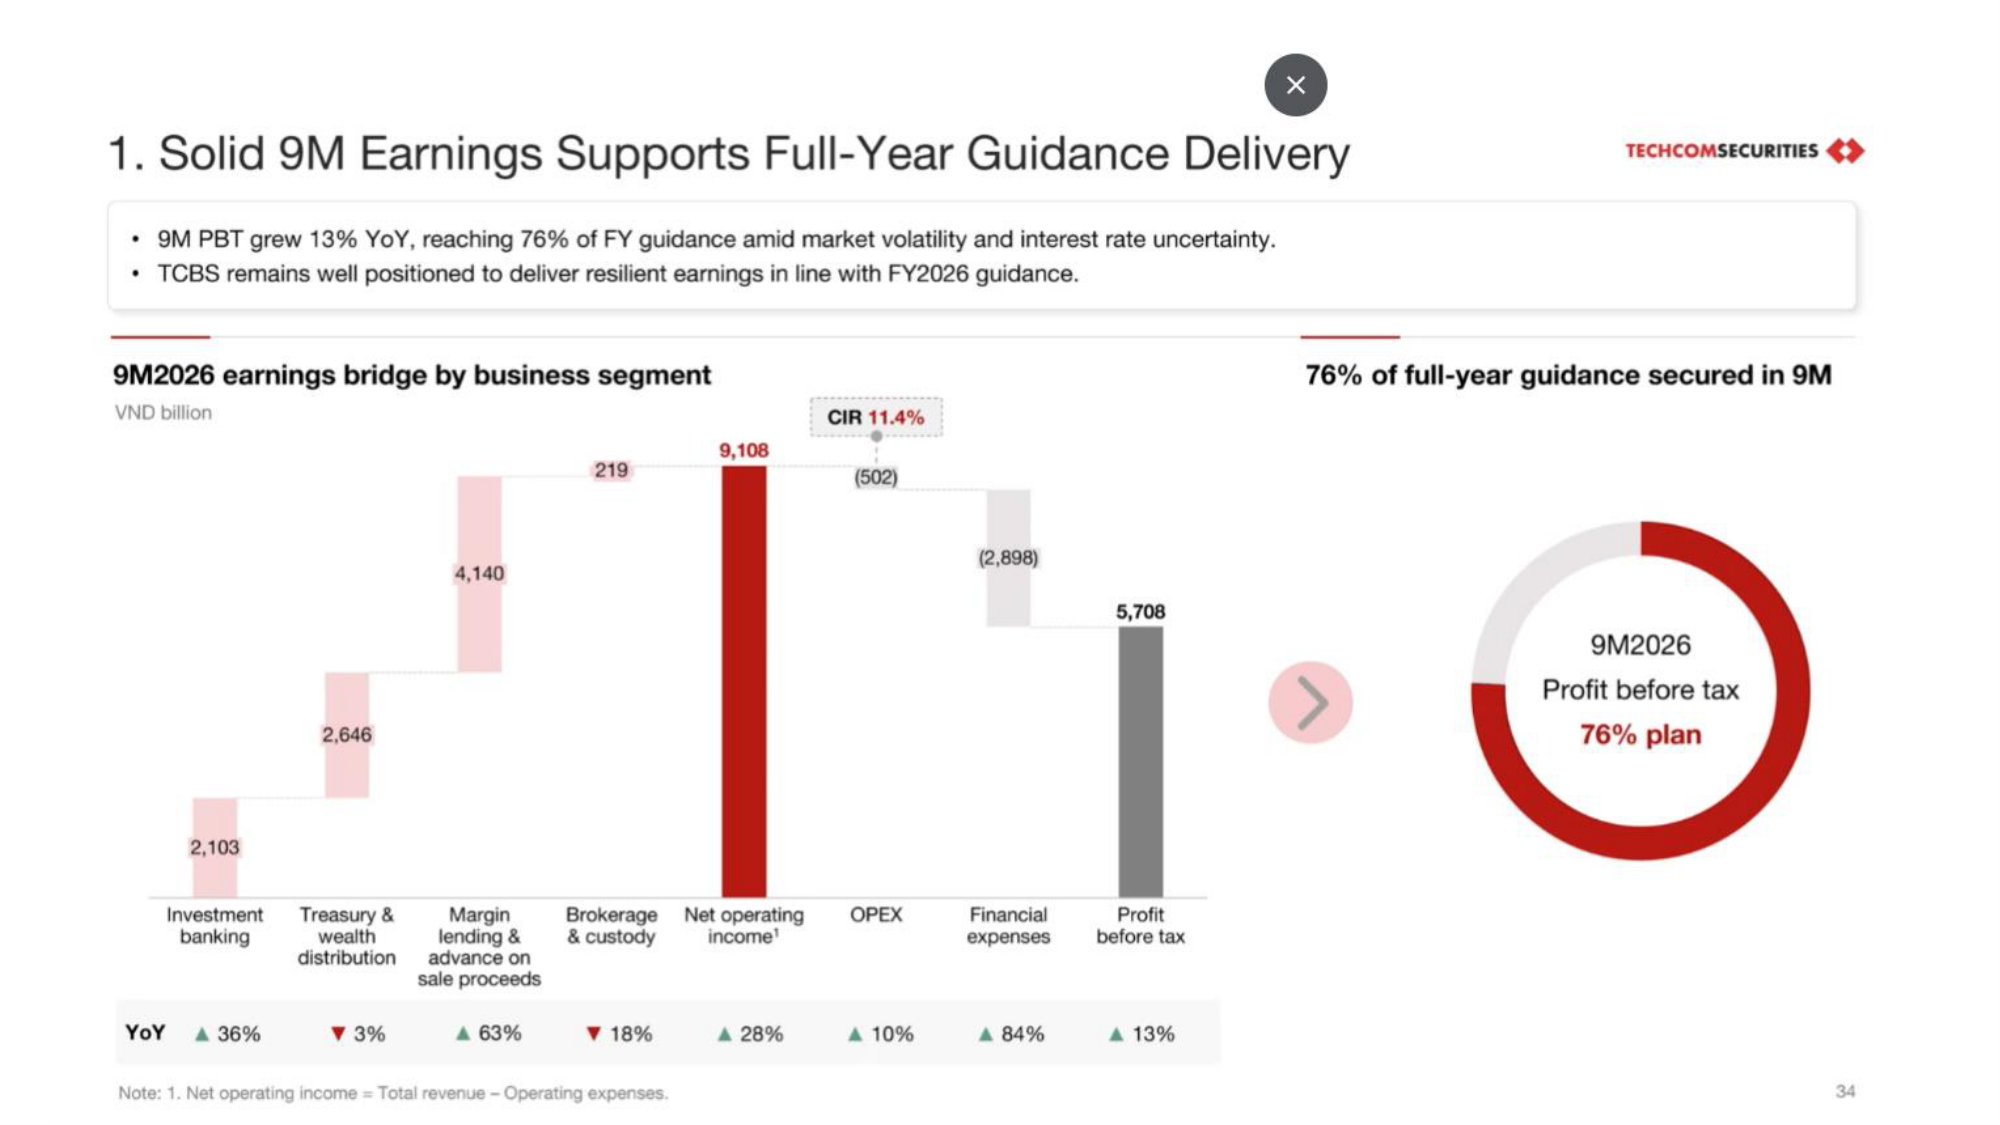 1. Solid 9M Earnings Supports Full-Year Guidance Delivery
TECHCOMSECURITIES
• 9M PBT grew 13% YoY, reaching 76% of FY guidance amid market volatility and interest rate uncertainty.
• TCBS remains well positioned to deliver resilient earnings in line with FY2026 guidance.
9M2026 earnings bridge by business segment
VND billion
CIR 11.4%
2,103
2,646
4,140
219
9,108
(502)
(2,898)
5,708
Investment
banking
Treasury &
wealth
distribution
Margin
lending &
advance on
sale proceeds
Brokerage
& custody
Net operating
income¹
OPEX
Financial
expenses
Profit
before tax
YoY ▲ 36% ▼ 3% ▲ 63% ▼ 18% ▲ 28% ▲ 10% ▲ 84% ▲ 13%
76% of full-year guidance secured in 9M
9M2026
Profit before tax
76% plan
Note: 1. Net operating income = Total revenue – Operating expenses.
34